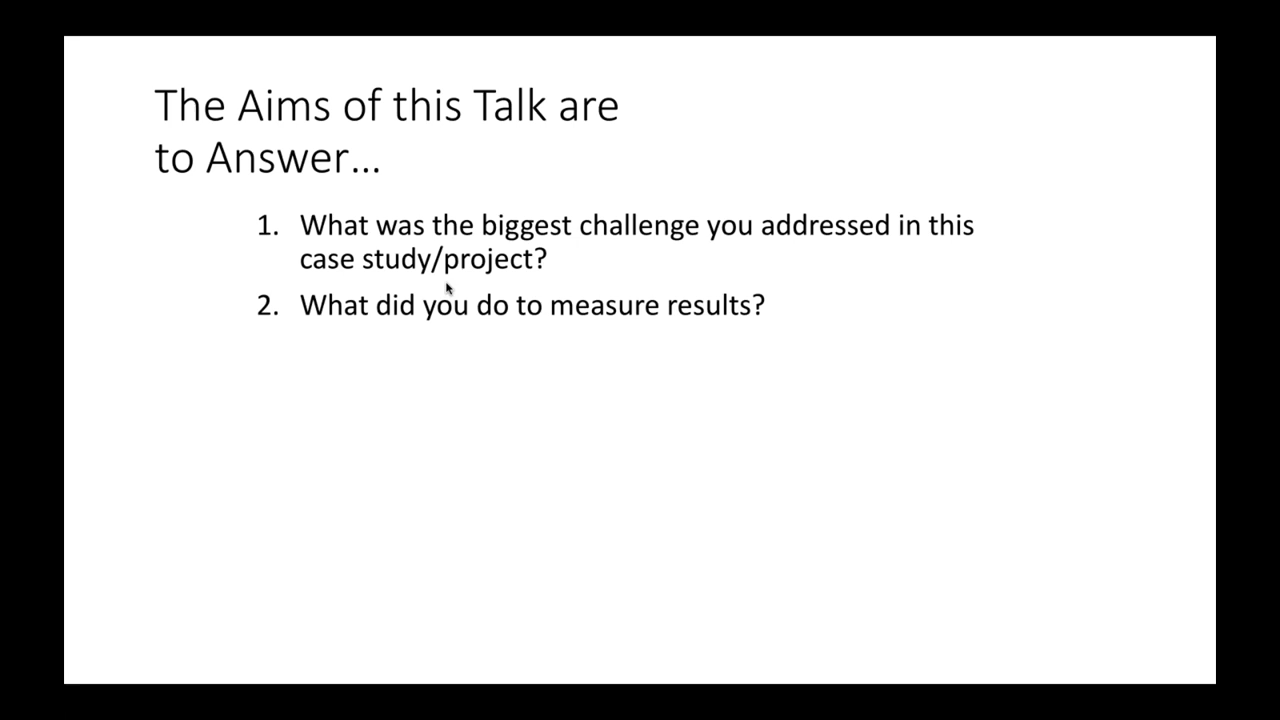 The Aims of this Talk are
to Answer…
1. What was the biggest challenge you addressed in this
case study/project?
2. What did you do to measure results?